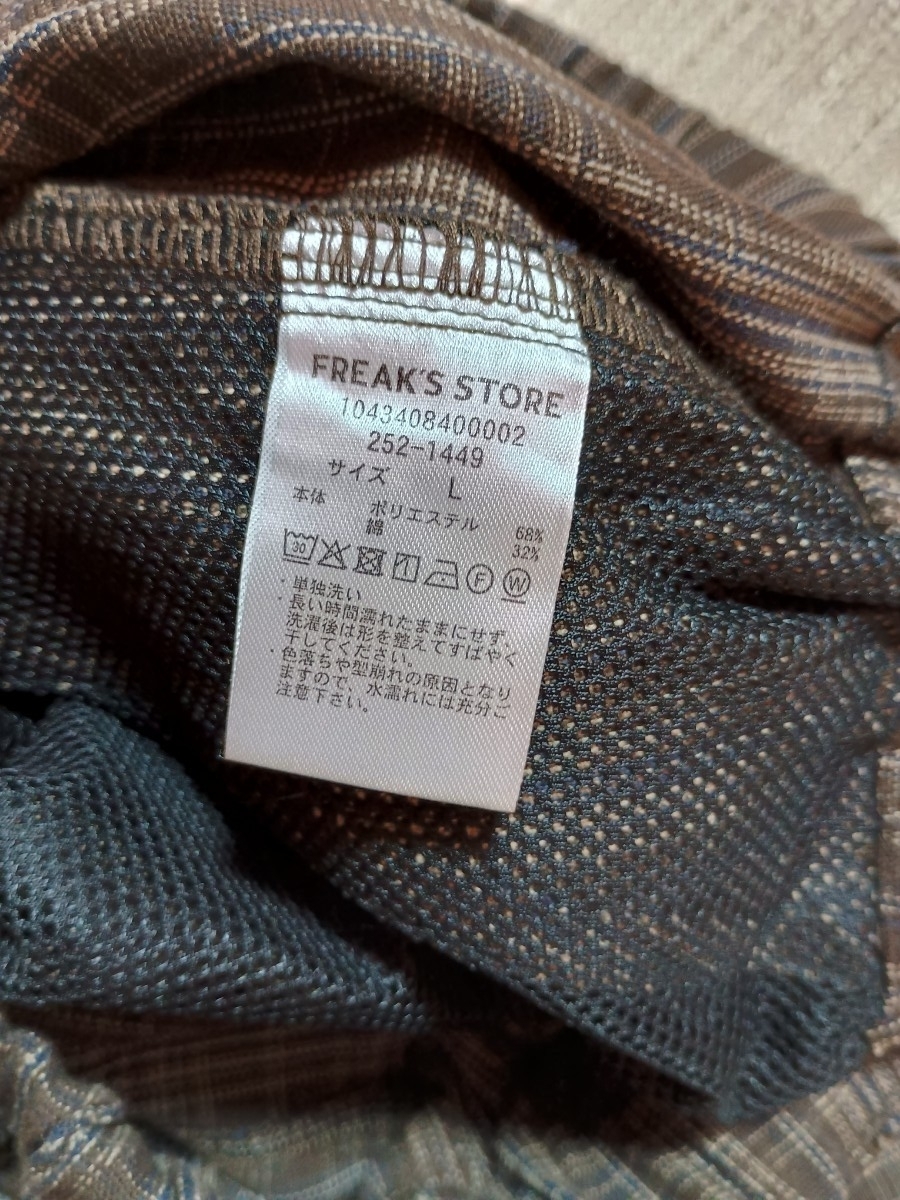 FREAK'S STORE
1043408400002
252-1449
サイズ L
本体 ポリエステル 68%
綿 32%
30 F W
・単独洗い
・長い時間濡れたままにせず、
洗濯後は形を整えてすばやく
干してください。
・色落ちや型崩れの原因となり
ますので、水濡れには充分ご
注意下さい。